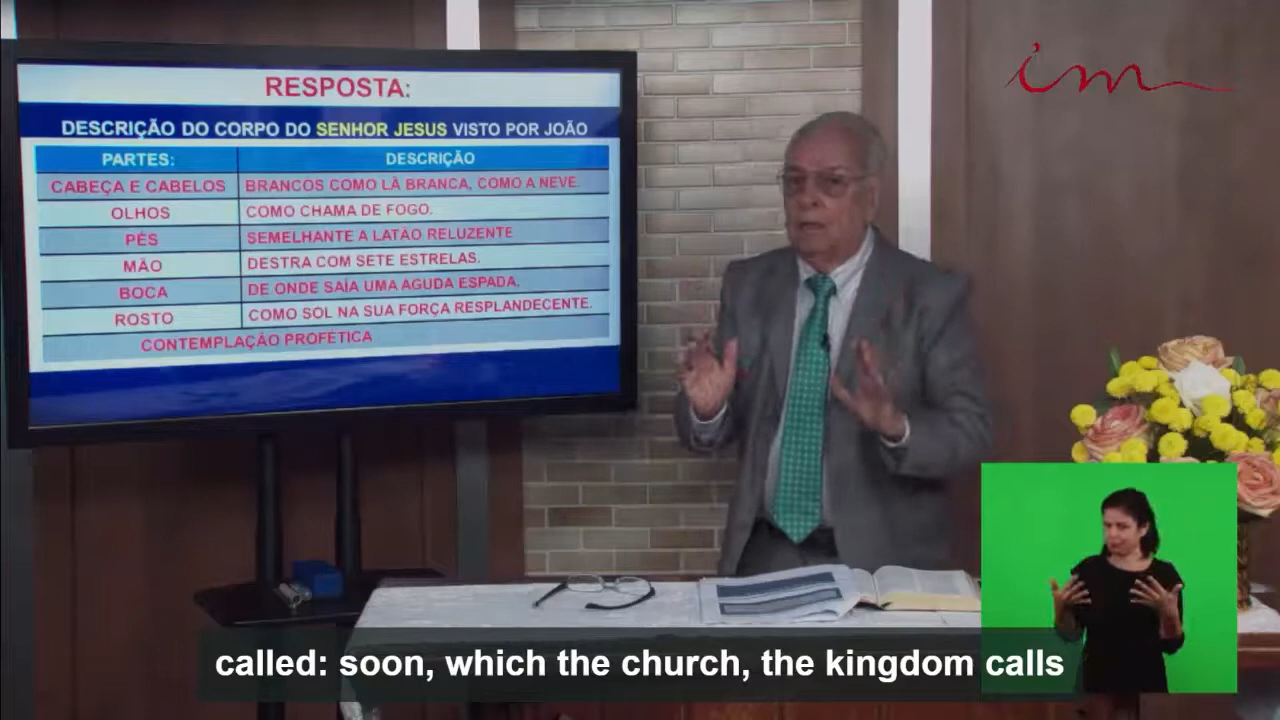 im
RESPOSTA:
DESCRIÇÃO DO CORPO DO SENHOR JESUS VISTO POR JOÃO
PARTES: DESCRIÇÃO
CABEÇA E CABELOS BRANCOS COMO LÃ BRANCA, COMO A NEVE.
OLHOS COMO CHAMA DE FOGO.
PÉS SEMELHANTE A LATÃO RELUZENTE
MÃO DESTRA COM SETE ESTRELAS.
BOCA DE ONDE SAÍA UMA AGUDA ESPADA.
ROSTO COMO SOL NA SUA FORÇA RESPLANDECENTE.
CONTEMPLAÇÃO PROFÉTICA
called: soon, which the church, the kingdom calls